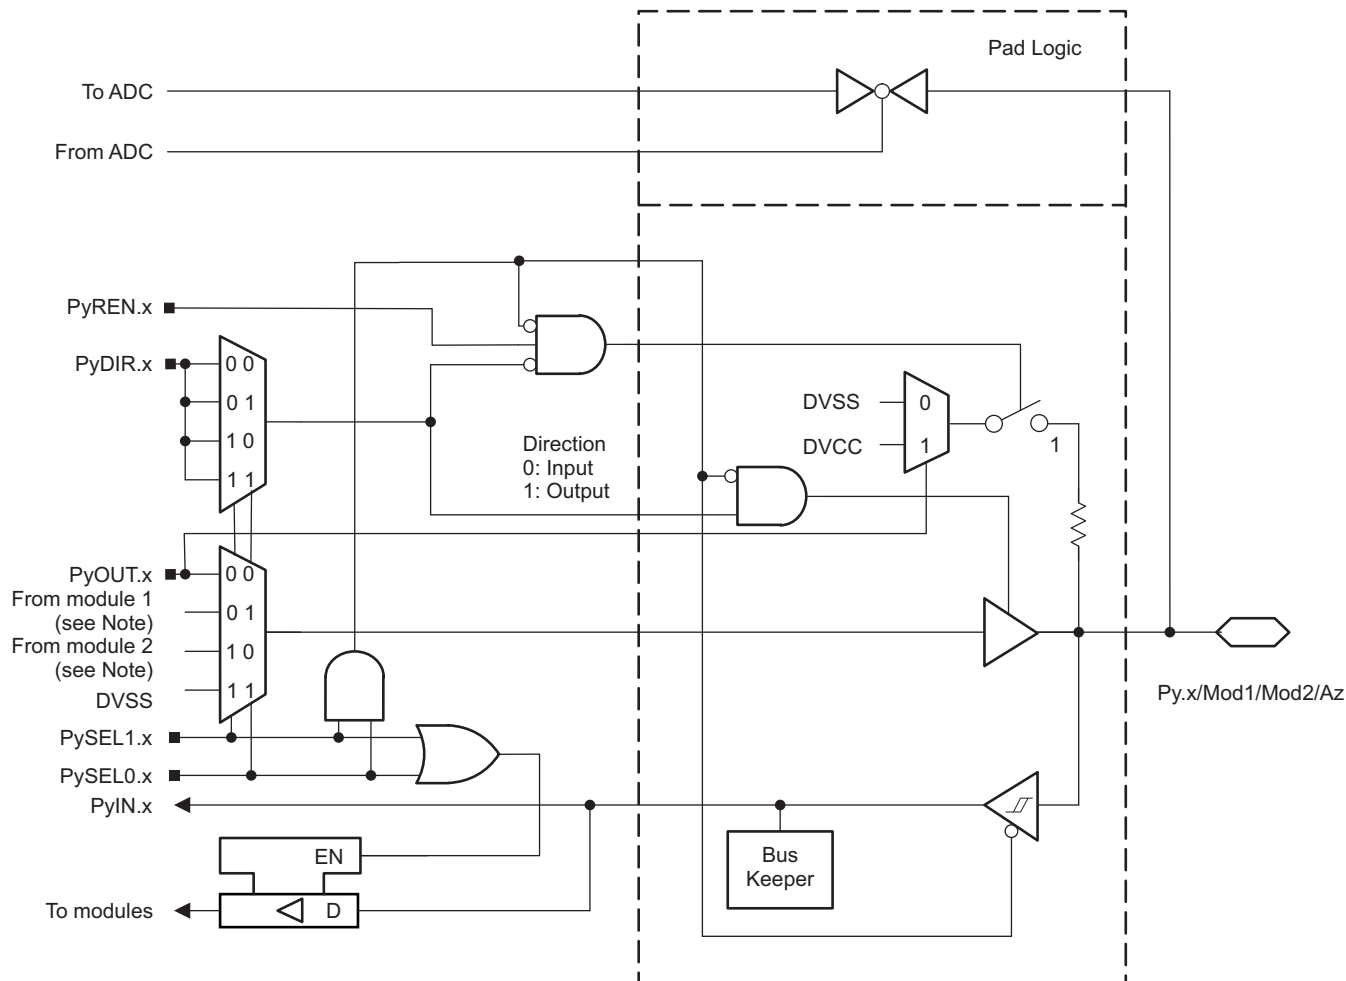 Pad Logic
To ADC
From ADC
PyREN.x
PyDIR.x
0 0
0 1
1 0
1 1
Direction
0: Input
1: Output
DVSS
0
DVCC
1
1
PyOUT.x
0 0
From module 1
(see Note)
0 1
From module 2
(see Note)
1 0
DVSS
1 1
Py.x/Mod1/Mod2/Az
PySEL1.x
PySEL0.x
PyIN.x
Bus
Keeper
EN
To modules
D